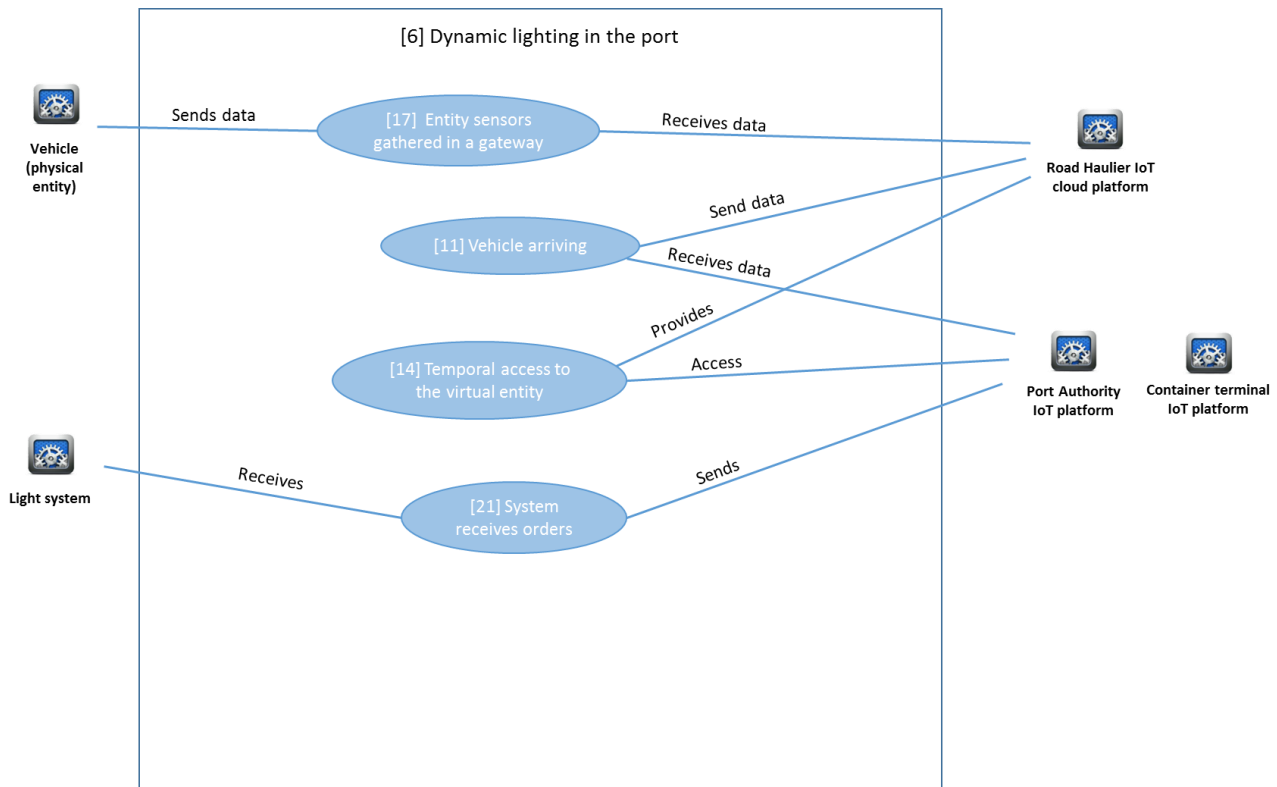 [6] Dynamic lighting in the port
Sends data
[17] Entity sensors
gathered in a gateway
Receives data
Vehicle
(physical
entity)
Road Haulier IoT
cloud platform
Send data
[11] Vehicle arriving
Receives data
Provides
[14] Temporal access to
the virtual entity
Access
Port Authority
IoT platform
Container terminal
IoT platform
Light system
Receives
[21] System
receives orders
Sends